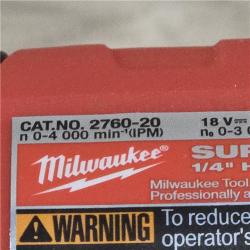 CAT.NO. 2760-20 18 V⎓
n 0-4 000 min⁻¹(IPM) n₀ 0-3 0
Milwaukee SUR
1/4" H
Milwaukee Tool
Professionally a
WARNING To reduce
operator's